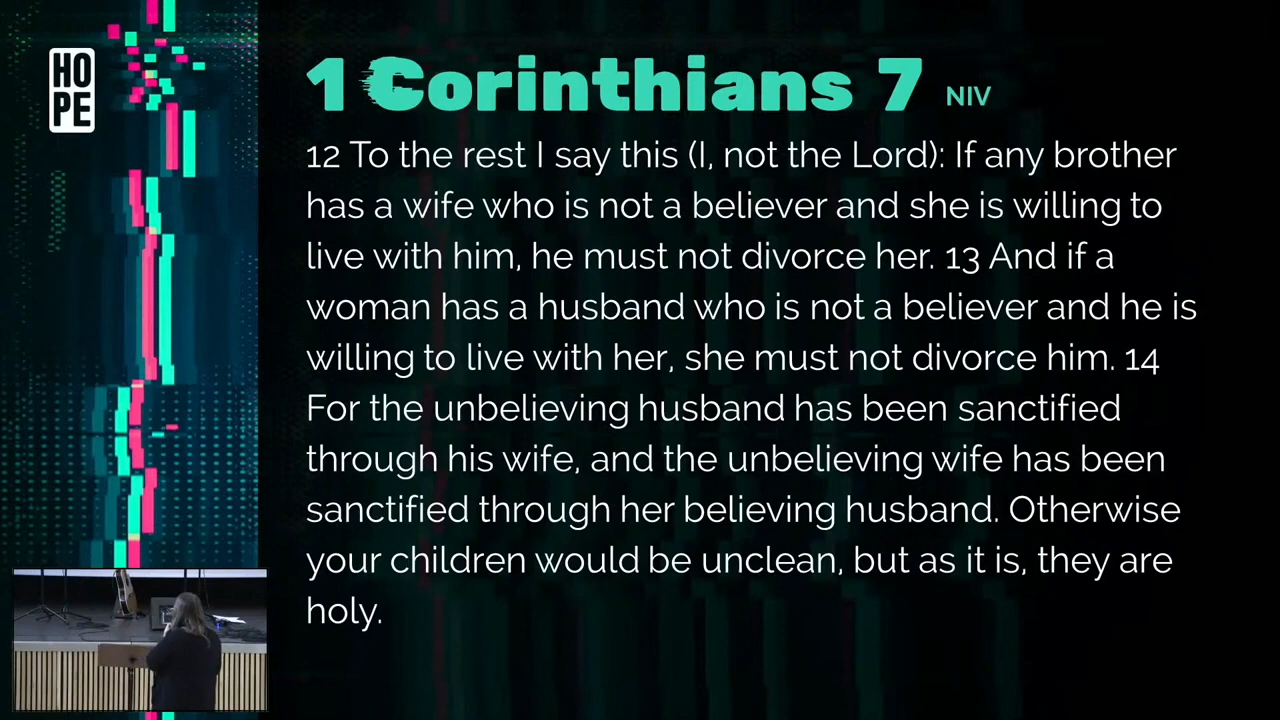 HO
PE
1 Corinthians 7 NIV
12 To the rest I say this (I, not the Lord): If any brother
has a wife who is not a believer and she is willing to
live with him, he must not divorce her. 13 And if a
woman has a husband who is not a believer and he is
willing to live with her, she must not divorce him. 14
For the unbelieving husband has been sanctified
through his wife, and the unbelieving wife has been
sanctified through her believing husband. Otherwise
your children would be unclean, but as it is, they are
holy.